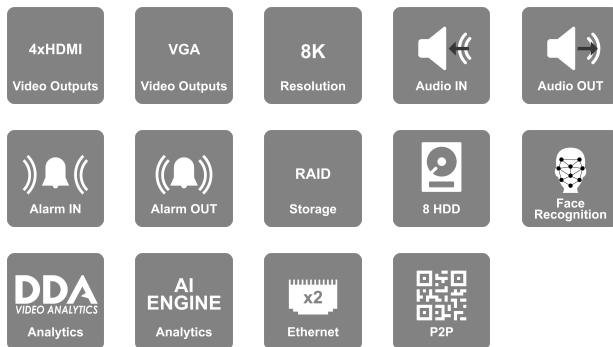 4xHDMI
Video Outputs
VGA
Video Outputs
8K
Resolution
Audio IN
Audio OUT
Alarm IN
Alarm OUT
RAID
Storage
8 HDD
Face
Recognition
DDA
VIDEO ANALYTICS
Analytics
AI
ENGINE
Analytics
x2
Ethernet
P2P